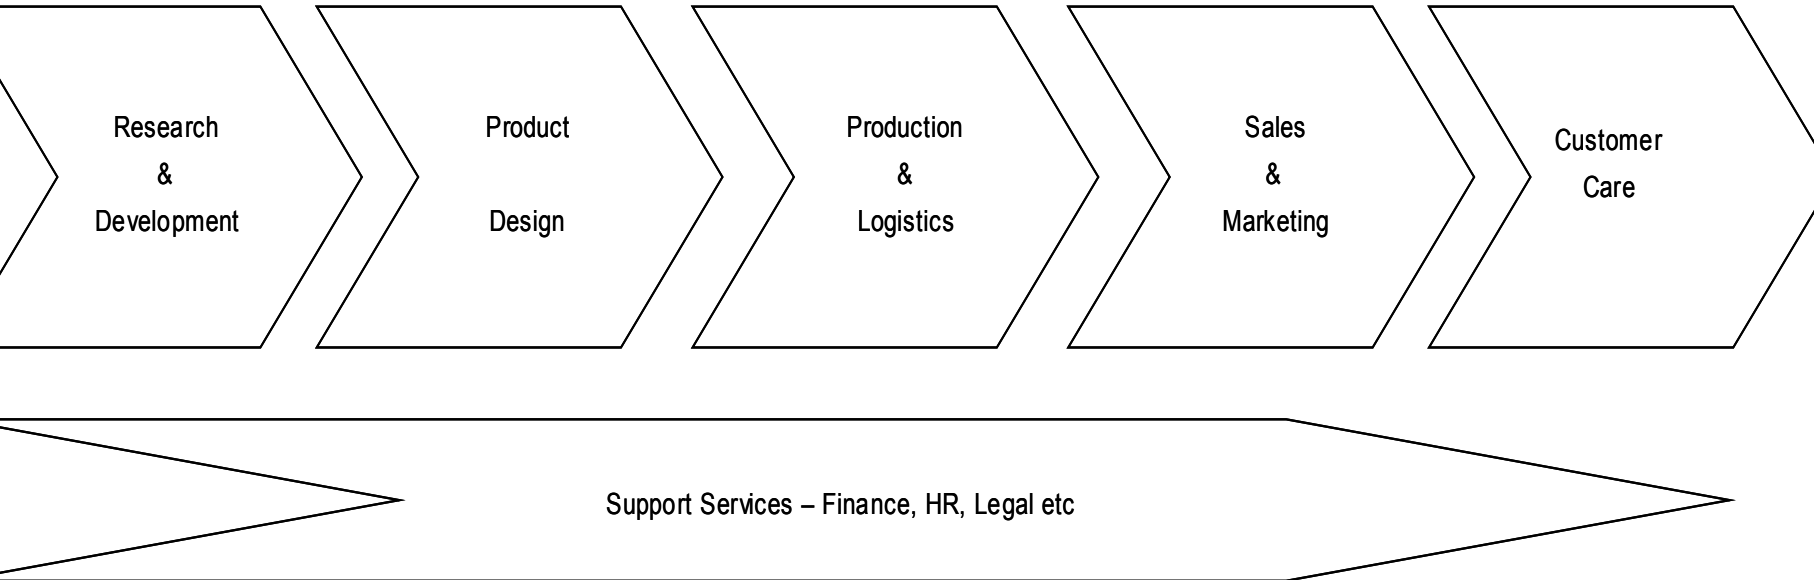 Research
&
Development
Product
Design
Production
&
Logistics
Sales
&
Marketing
Customer
Care
Support Services – Finance, HR, Legal etc